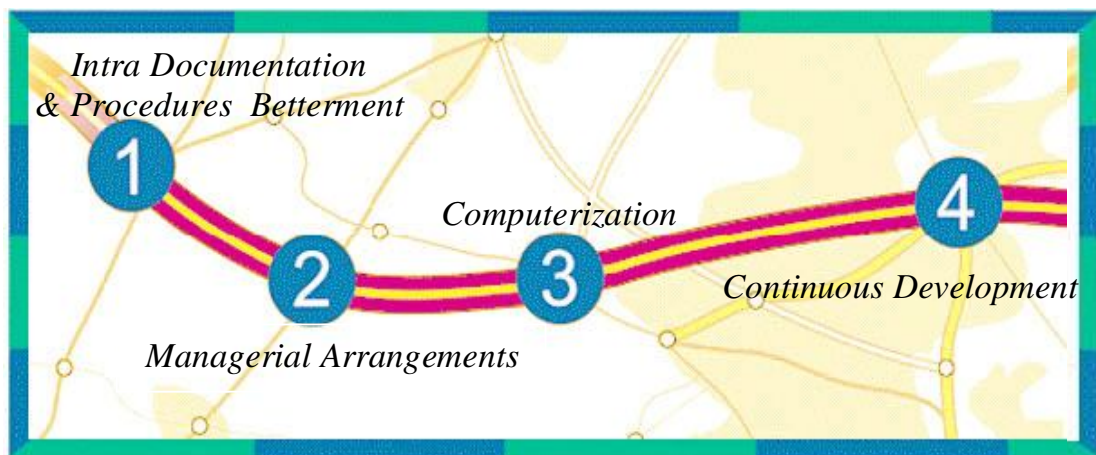 Intra Documentation
& Procedures Betterment
1
2
Managerial Arrangements
Computerization
3
4
Continuous Development